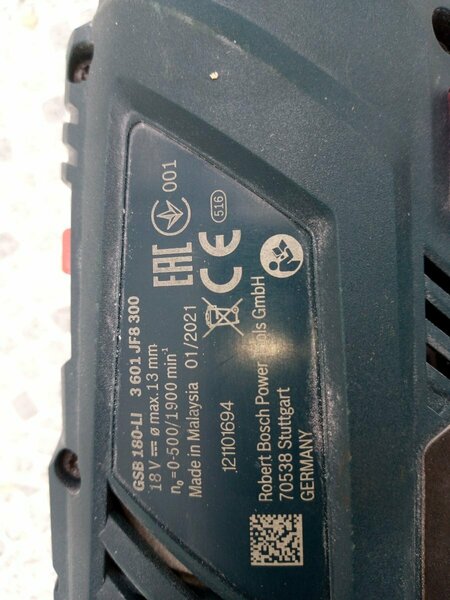 GSB 180-LI 3 601 JF8 300
18 V ⎓ ø max. 13 mm
n₀=0-500/1900 min⁻¹
Made in Malaysia 01/2021
121101694
EAC 001
CE 516
Robert Bosch Power Tools GmbH
70538 Stuttgart
GERMANY